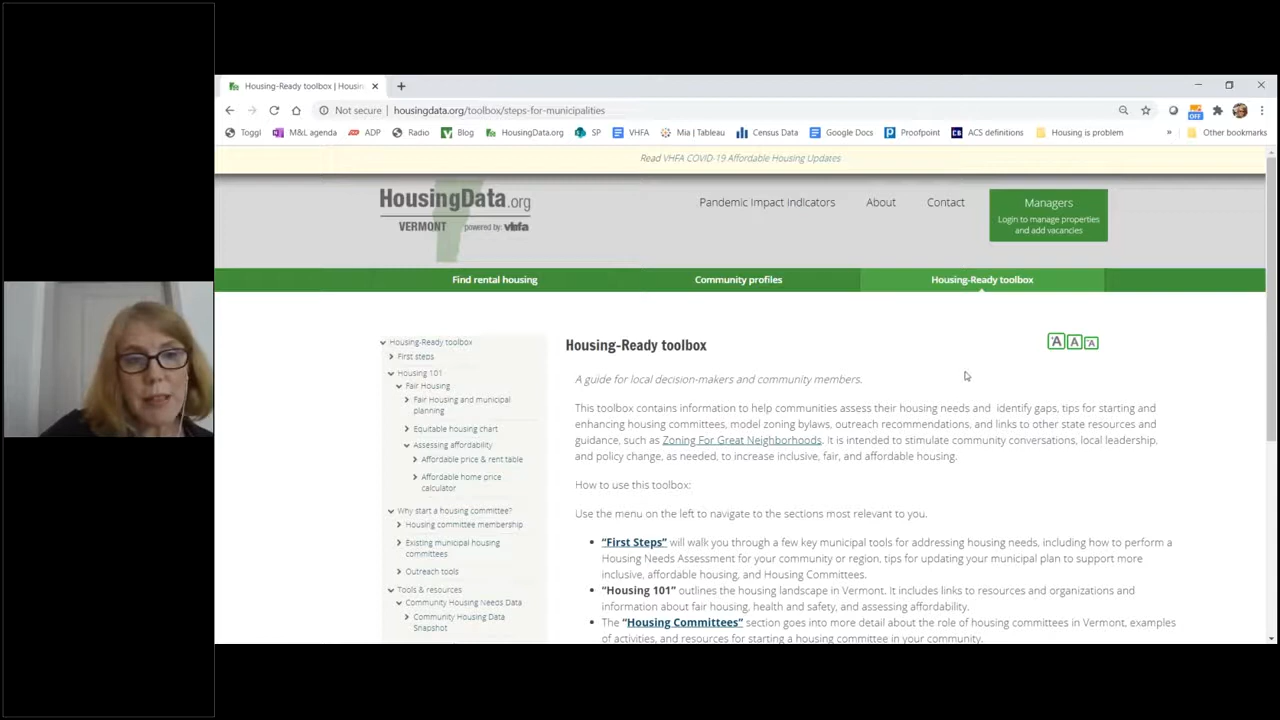 Housing-Ready toolbox | Housin
Not secure | housingdata.org/toolbox/steps-for-municipalities
Toggl M&L agenda ADP Radio Blog HousingData.org SP VHFA Mia | Tableau Census Data Google Docs Proofpoint ACS definitions Housing is problem » Other bookmarks
OFF
Read VHFA COVID-19 Affordable Housing Updates
HousingData.org
VERMONT powered by: vhfa
Pandemic Impact Indicators About Contact
Managers
Login to manage properties
and add vacancies
Find rental housing Community profiles Housing-Ready toolbox
Housing-Ready toolbox
First steps
Housing 101
Fair Housing
Fair Housing and municipal
planning
Equitable housing chart
Assessing affordability
Affordable price & rent table
Affordable home price
calculator
Why start a housing committee?
Housing committee membership
Existing municipal housing
committees
Outreach tools
Tools & resources
Community Housing Needs Data
Community Housing Data
Snapshot
Housing-Ready toolbox
A A A
A guide for local decision-makers and community members.
This toolbox contains information to help communities assess their housing needs and identify gaps, tips for starting and
enhancing housing committees, model zoning bylaws, outreach recommendations, and links to other state resources and
guidance, such as Zoning For Great Neighborhoods. It is intended to stimulate community conversations, local leadership,
and policy change, as needed, to increase inclusive, fair, and affordable housing.
How to use this toolbox:
Use the menu on the left to navigate to the sections most relevant to you.
• “First Steps” will walk you through a few key municipal tools for addressing housing needs, including how to perform a
Housing Needs Assessment for your community or region, tips for updating your municipal plan to support more
inclusive, affordable housing, and Housing Committees.
• “Housing 101” outlines the housing landscape in Vermont. It includes links to resources and organizations and
information about fair housing, health and safety, and assessing affordability.
• The “Housing Committees” section goes into more detail about the role of housing committees in Vermont, examples
of activities, and resources for starting a housing committee in your community.